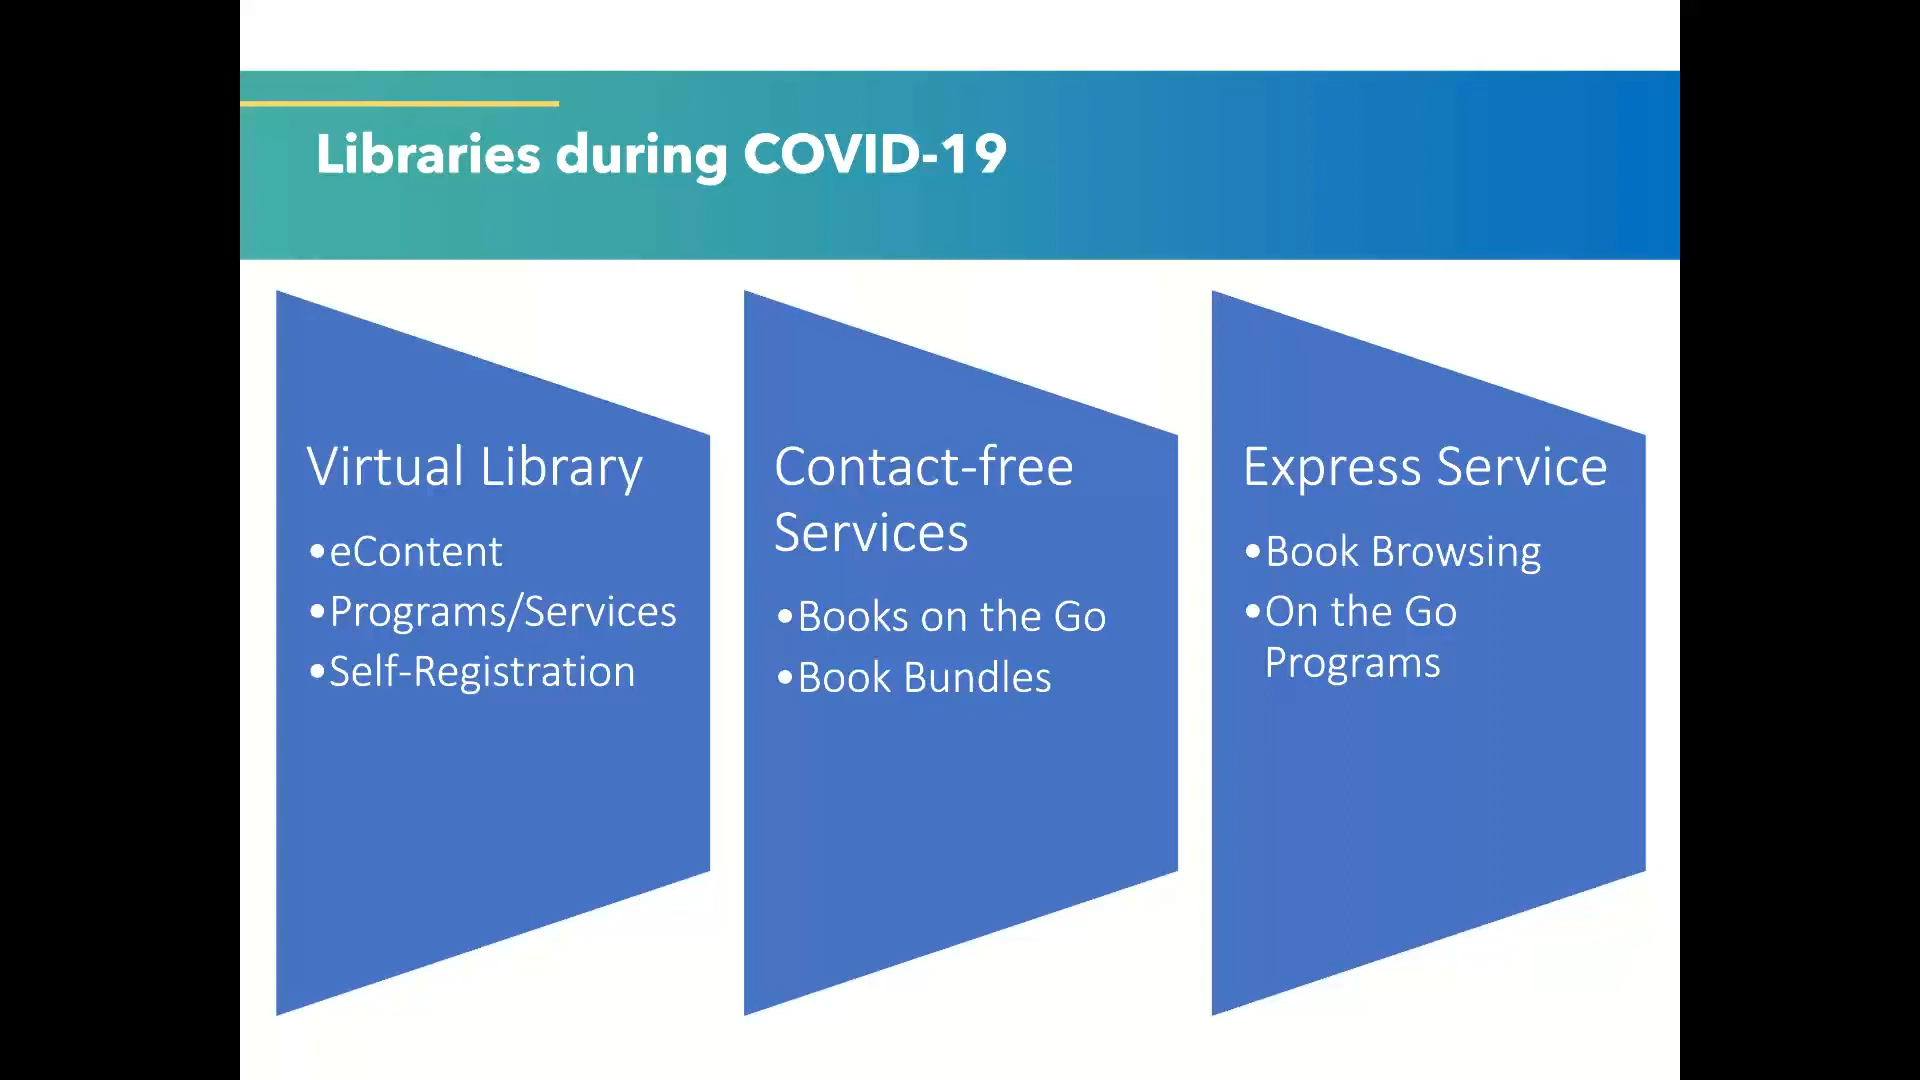 Libraries during COVID-19
Virtual Library
•eContent
•Programs/Services
•Self-Registration
Contact-free
Services
•Books on the Go
•Book Bundles
Express Service
•Book Browsing
•On the Go
Programs